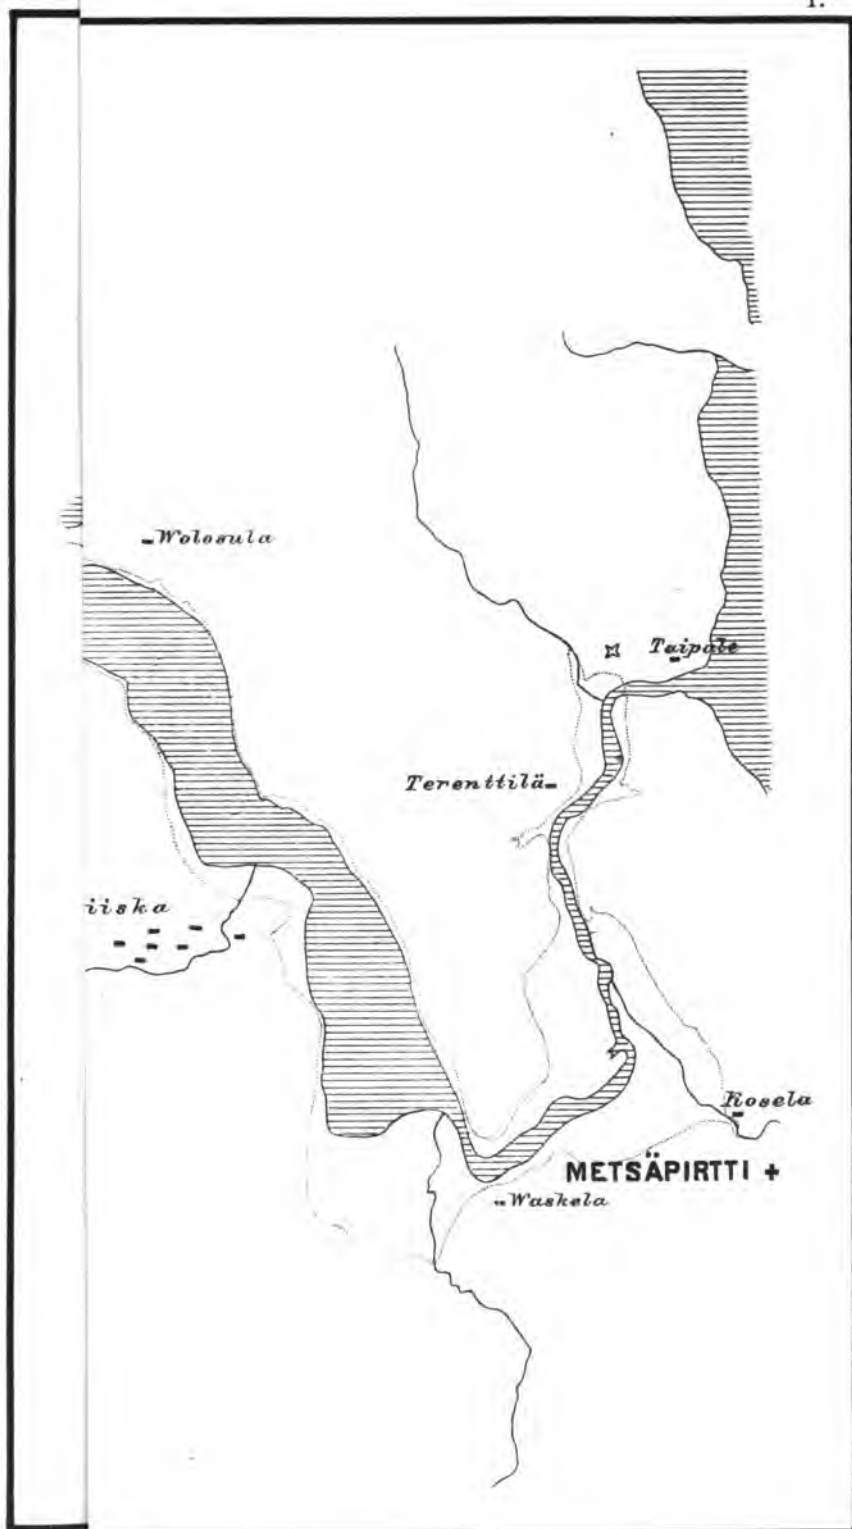 1.
Wolosula
Taipale
Terenttilä
iiska
Kosela
METSÄPIRTTI +
Waskela